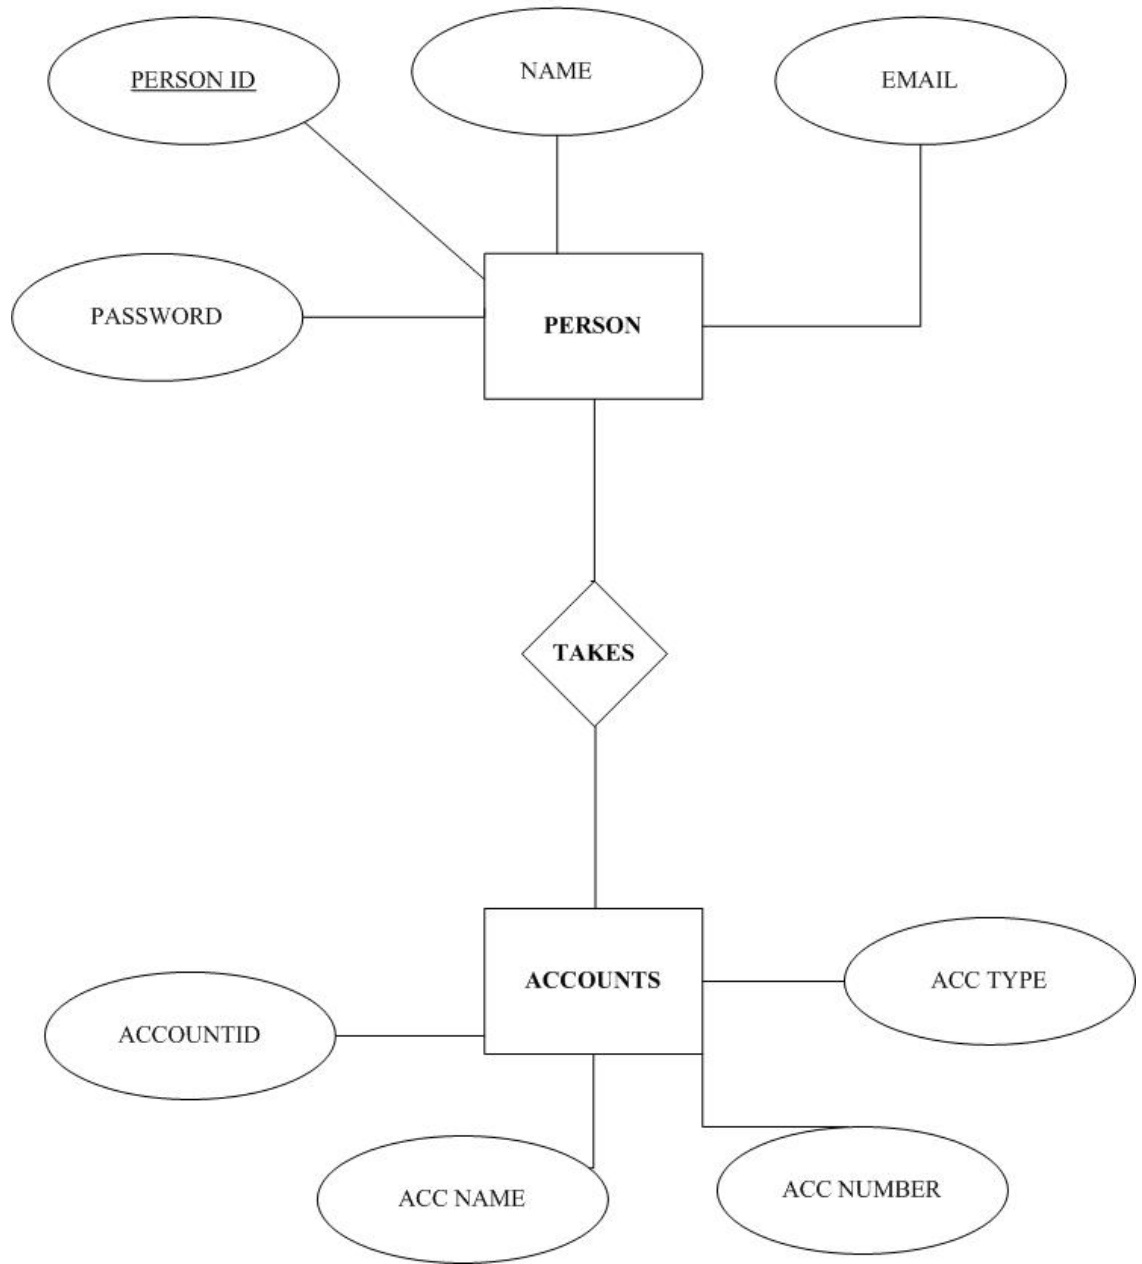 PERSON ID
NAME
EMAIL
PASSWORD
PERSON
TAKES
ACCOUNTS
ACC TYPE
ACCOUNTID
ACC NAME
ACC NUMBER